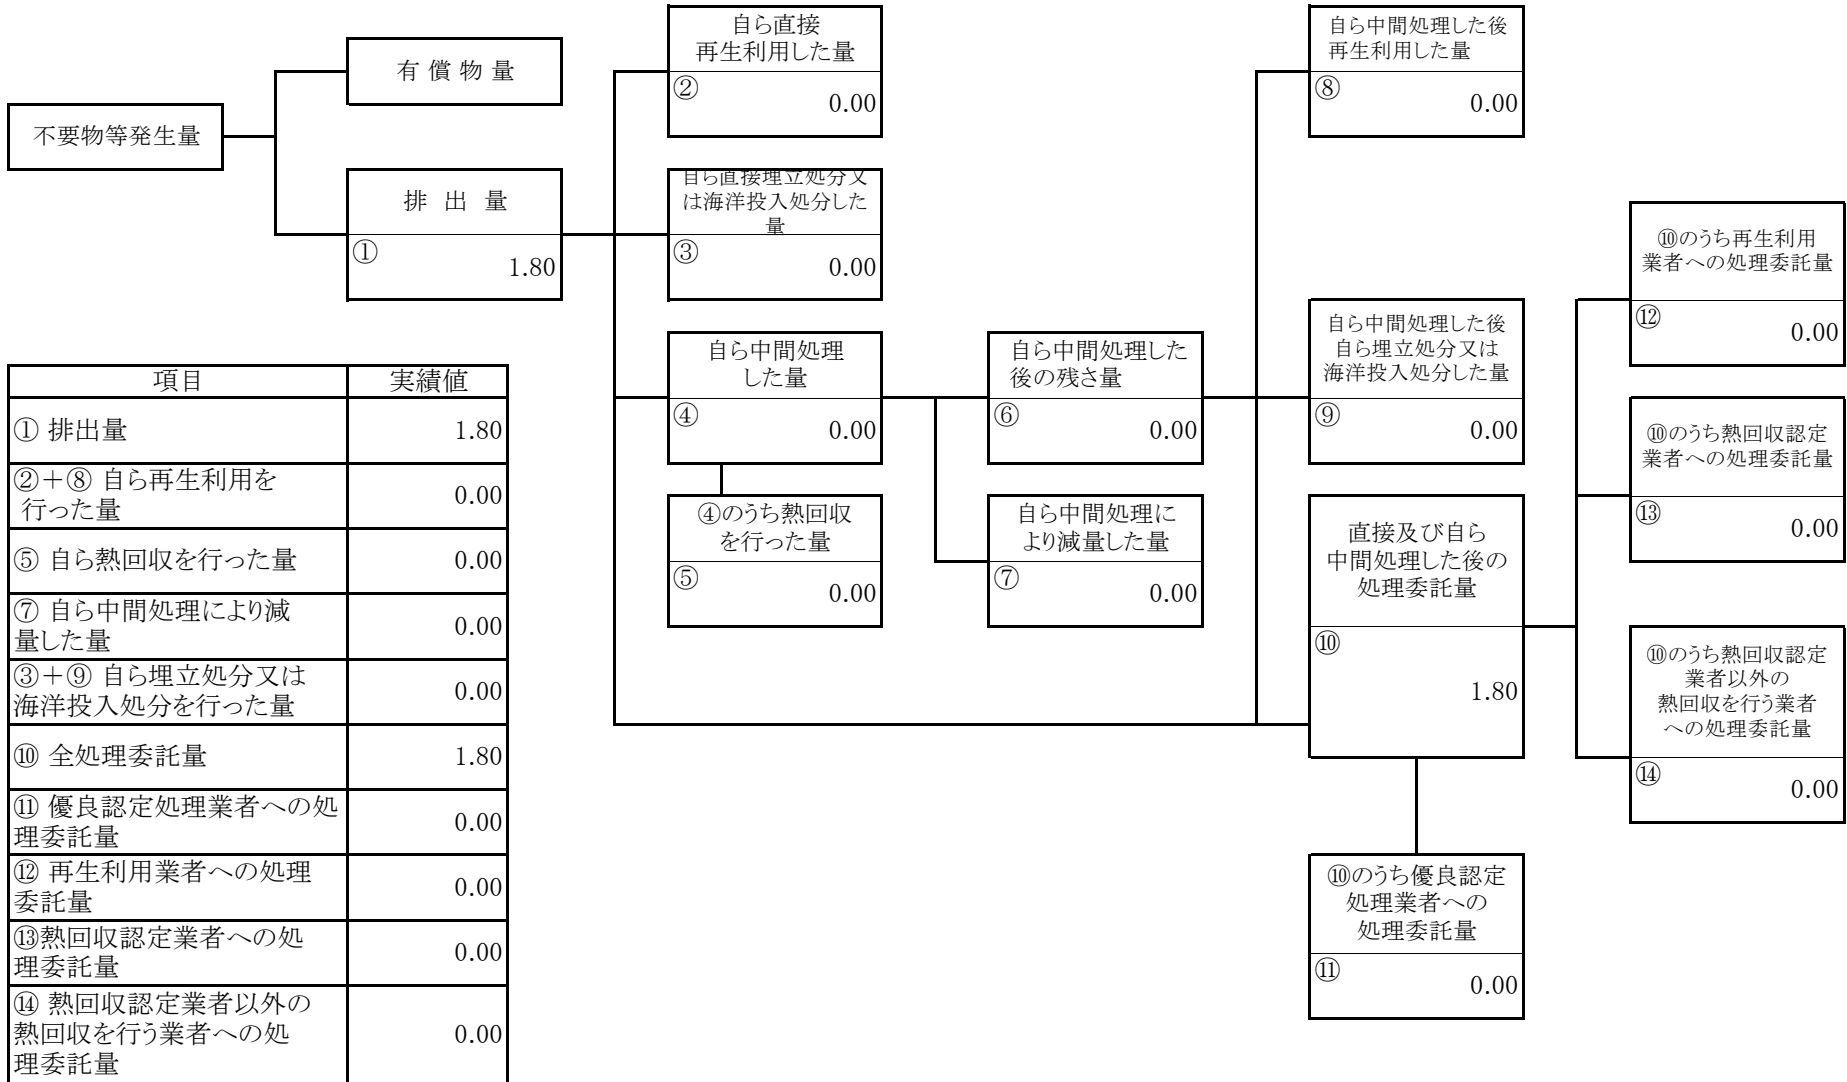 不要物等発生量
有 償 物 量
排 出 量
①
1.80
自ら直接
再生利用した量
②
0.00
自ら直接埋立処分又
は海洋投入処分した
量
③
0.00
自ら中間処理
した量
④
0.00
④のうち熱回収
を行った量
⑤
0.00
自ら中間処理した
後の残さ量
⑥
0.00
自ら中間処理に
より減量した量
⑦
0.00
自ら中間処理した後
再生利用した量
⑧
0.00
自ら中間処理した後
自ら埋立処分又は
海洋投入処分した量
⑨
0.00
直接及び自ら
中間処理した後の
処理委託量
⑩
1.80
⑩のうち優良認定
処理業者への
処理委託量
⑪
0.00
⑩のうち再生利用
業者への処理委託量
⑫
0.00
⑩のうち熱回収認定
業者への処理委託量
⑬
0.00
⑩のうち熱回収認定
業者以外の
熱回収を行う業者
への処理委託量
⑭
0.00
項目 実績値
① 排出量 1.80
②＋⑧ 自ら再生利用を
行った量 0.00
⑤ 自ら熱回収を行った量 0.00
⑦ 自ら中間処理により減
量した量 0.00
③＋⑨ 自ら埋立処分又は
海洋投入処分を行った量 0.00
⑩ 全処理委託量 1.80
⑪ 優良認定処理業者への処
理委託量 0.00
⑫ 再生利用業者への処理
委託量 0.00
⑬熱回収認定業者への処
理委託量 0.00
⑭ 熱回収認定業者以外の
熱回収を行う業者への処
理委託量 0.00